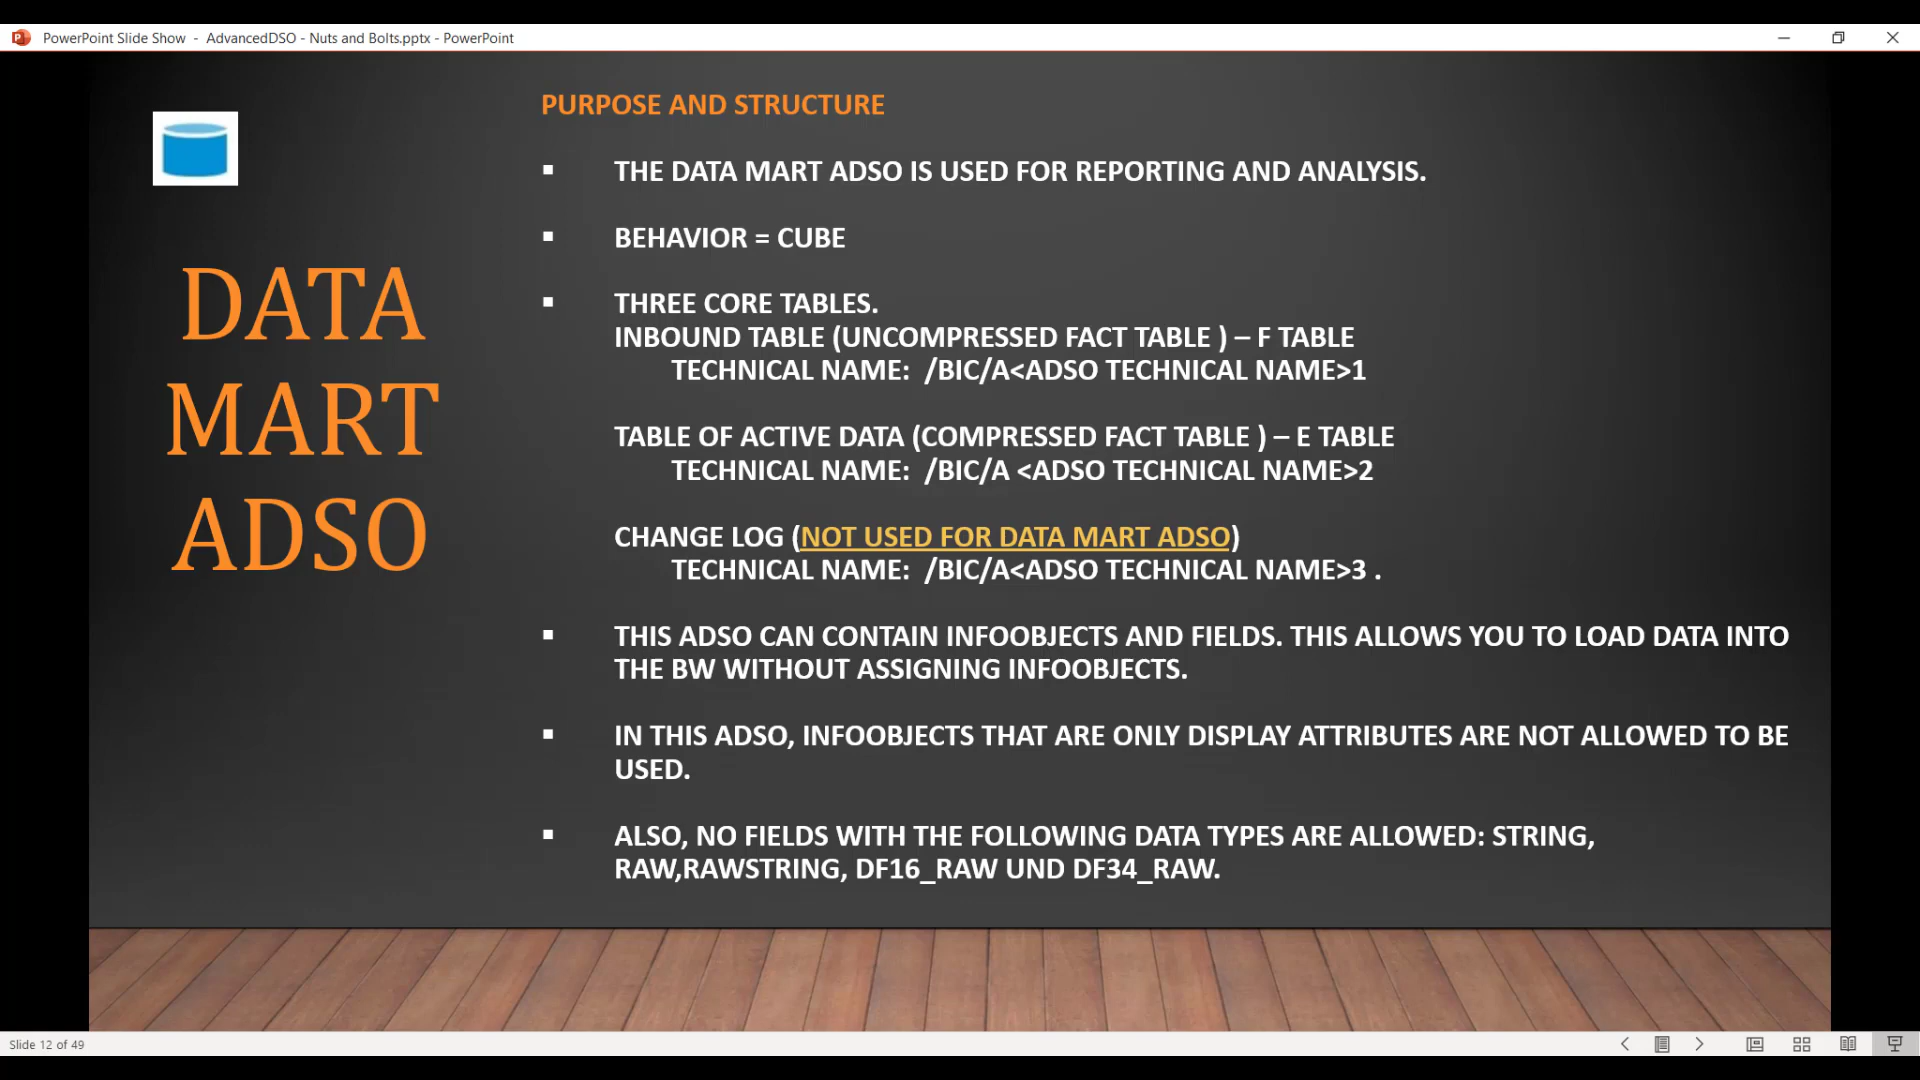 PowerPoint Slide Show - AdvancedDSO - Nuts and Bolts.pptx - PowerPoint
DATA
MART
ADSO
PURPOSE AND STRUCTURE
▪ THE DATA MART ADSO IS USED FOR REPORTING AND ANALYSIS.
▪ BEHAVIOR = CUBE
▪ THREE CORE TABLES.
INBOUND TABLE (UNCOMPRESSED FACT TABLE ) – F TABLE
TECHNICAL NAME: /BIC/A<ADSO TECHNICAL NAME>1
TABLE OF ACTIVE DATA (COMPRESSED FACT TABLE ) – E TABLE
TECHNICAL NAME: /BIC/A <ADSO TECHNICAL NAME>2
CHANGE LOG (NOT USED FOR DATA MART ADSO)
TECHNICAL NAME: /BIC/A<ADSO TECHNICAL NAME>3 .
▪ THIS ADSO CAN CONTAIN INFOOBJECTS AND FIELDS. THIS ALLOWS YOU TO LOAD DATA INTO
THE BW WITHOUT ASSIGNING INFOOBJECTS.
▪ IN THIS ADSO, INFOOBJECTS THAT ARE ONLY DISPLAY ATTRIBUTES ARE NOT ALLOWED TO BE
USED.
▪ ALSO, NO FIELDS WITH THE FOLLOWING DATA TYPES ARE ALLOWED: STRING,
RAW,RAWSTRING, DF16_RAW UND DF34_RAW.
Slide 12 of 49